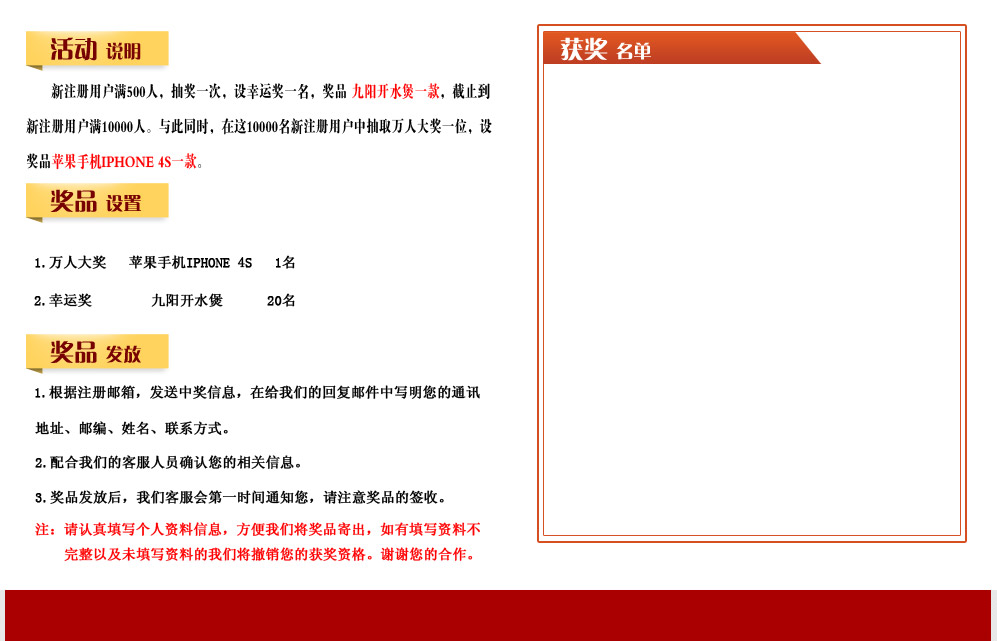 活动 说明
新注册用户满500人，抽奖一次，设幸运奖一名，奖品 九阳开水煲一款，截止到
新注册用户满10000人。与此同时，在这10000名新注册用户中抽取万人大奖一位，设
奖品苹果手机IPHONE 4S一款。
奖品 设置
1.万人大奖 苹果手机IPHONE 4S 1名
2.幸运奖 九阳开水煲 20名
奖品 发放
1.根据注册邮箱，发送中奖信息，在给我们的回复邮件中写明您的通讯
地址、邮编、姓名、联系方式。
2.配合我们的客服人员确认您的相关信息。
3.奖品发放后，我们客服会第一时间通知您，请注意奖品的签收。
注：请认真填写个人资料信息，方便我们将奖品寄出，如有填写资料不
完整以及未填写资料的我们将撤销您的获奖资格。谢谢您的合作。
获奖 名单